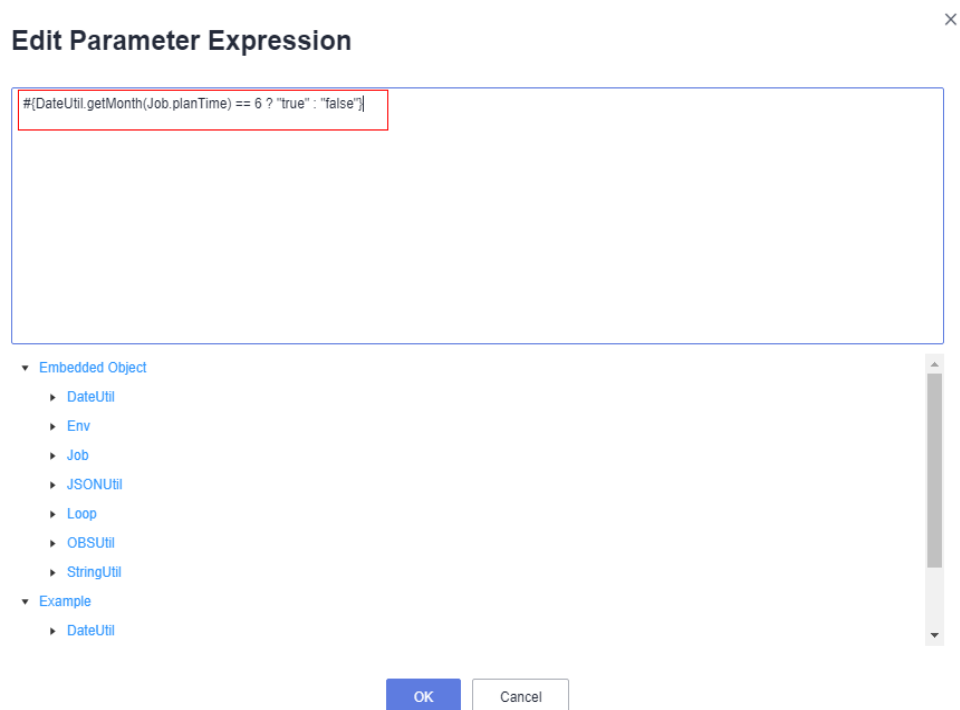 Edit Parameter Expression
#{DateUtil.getMonth(Job.planTime) == 6 ? "true" : "false"}
Embedded Object
DateUtil
Env
Job
JSONUtil
Loop
OBSUtil
StringUtil
Example
DateUtil
OK
Cancel